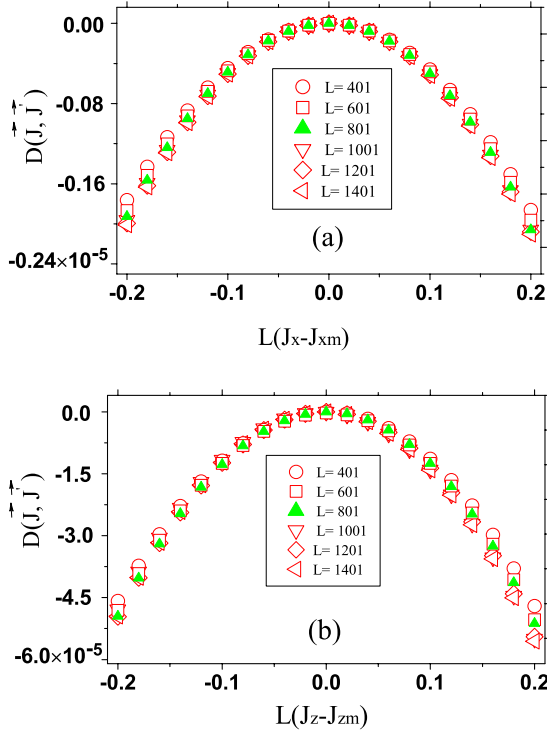 0.00
-0.08
-0.16
-0.24×10⁻⁵
D(J, J')
L= 401
L= 601
L= 801
L= 1001
L= 1201
L= 1401
(a)
-0.2 -0.1 0.0 0.1 0.2
L(Jx-Jxm)
0.0
-1.5
-3.0
-4.5
-6.0×10⁻⁵
D(J, J')
L= 401
L= 601
L= 801
L= 1001
L= 1201
L= 1401
(b)
-0.2 -0.1 0.0 0.1 0.2
L(Jz-Jzm)